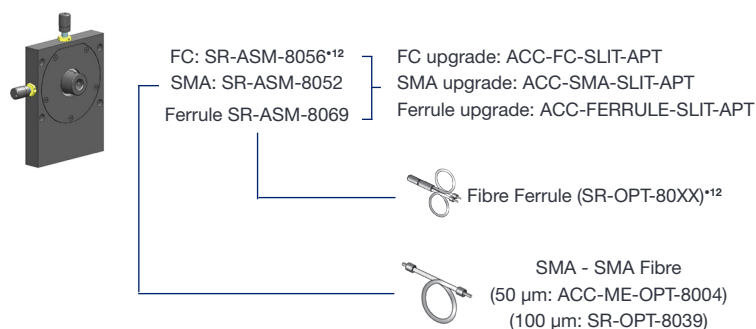 FC: SR-ASM-8056•12
SMA: SR-ASM-8052
Ferrule SR-ASM-8069
FC upgrade: ACC-FC-SLIT-APT
SMA upgrade: ACC-SMA-SLIT-APT
Ferrule upgrade: ACC-FERRULE-SLIT-APT
Fibre Ferrule (SR-OPT-80XX)•12
SMA - SMA Fibre
(50 µm: ACC-ME-OPT-8004)
(100 µm: SR-OPT-8039)